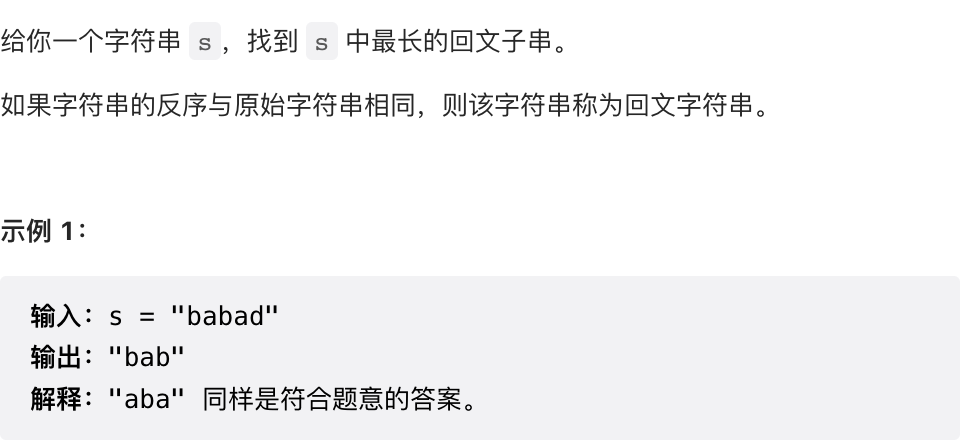 给你一个字符串 s，找到 s 中最长的回文子串。
如果字符串的反序与原始字符串相同，则该字符串称为回文字符串。
示例 1：
输入：s = "babad"
输出："bab"
解释："aba" 同样是符合题意的答案。